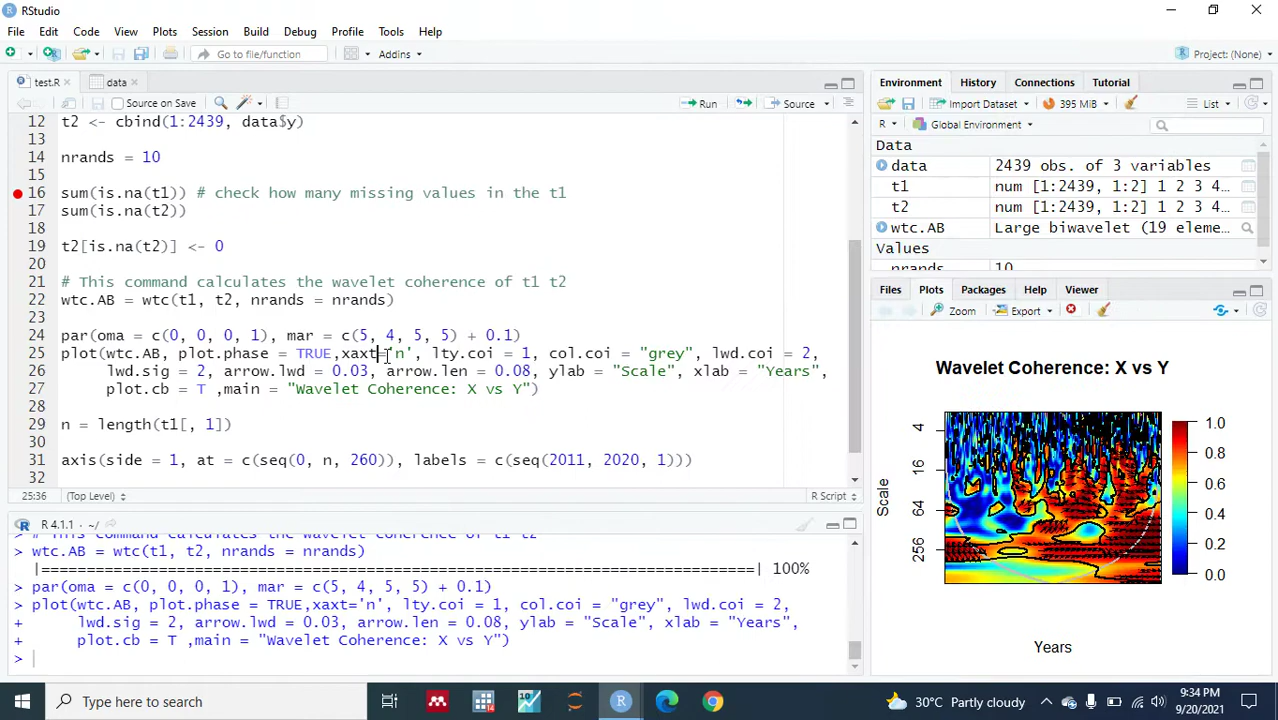 RStudio
File Edit Code View Plots Session Build Debug Profile Tools Help
Go to file/function Addins Project: (None)
test.R data
Source on Save Run Source
12 t2 <- cbind(1:2439, data$y)
13
14 nrands = 10
15
16 sum(is.na(t1)) # check how many missing values in the t1
17 sum(is.na(t2))
18
19 t2[is.na(t2)] <- 0
20
21 # This command calculates the wavelet coherence of t1 t2
22 wtc.AB = wtc(t1, t2, nrands = nrands)
23
24 par(oma = c(0, 0, 0, 1), mar = c(5, 4, 5, 5) + 0.1)
25 plot(wtc.AB, plot.phase = TRUE,xaxt='n', lty.coi = 1, col.coi = "grey", lwd.coi = 2,
26 lwd.sig = 2, arrow.lwd = 0.03, arrow.len = 0.08, ylab = "Scale", xlab = "Years",
27 plot.cb = T ,main = "Wavelet Coherence: X vs Y")
28
29 n = length(t1[, 1])
30
31 axis(side = 1, at = c(seq(0, n, 260)), labels = c(seq(2011, 2020, 1)))
32
25:36 (Top Level) R Script
R 4.1.1 · ~/
> # This command calculates the wavelet coherence of t1 t2
> wtc.AB = wtc(t1, t2, nrands = nrands)
|===========================================================================| 100%
> par(oma = c(0, 0, 0, 1), mar = c(5, 4, 5, 5) + 0.1)
> plot(wtc.AB, plot.phase = TRUE,xaxt='n', lty.coi = 1, col.coi = "grey", lwd.coi = 2,
+ lwd.sig = 2, arrow.lwd = 0.03, arrow.len = 0.08, ylab = "Scale", xlab = "Years",
+ plot.cb = T ,main = "Wavelet Coherence: X vs Y")
>
Environment History Connections Tutorial
Import Dataset 395 MiB List
R Global Environment
Data
data 2439 obs. of 3 variables
t1 num [1:2439, 1:2] 1 2 3 4…
t2 num [1:2439, 1:2] 1 2 3 4…
wtc.AB Large biwavelet (19 eleme…
Values
nrands 10
Files Plots Packages Help Viewer
Zoom Export
Wavelet Coherence: X vs Y
Scale
4
16
64
256
1.0
0.8
0.6
0.4
0.2
0.0
Years
Type here to search
10
14
R
30°C Partly cloudy
9:34 PM
9/20/2021